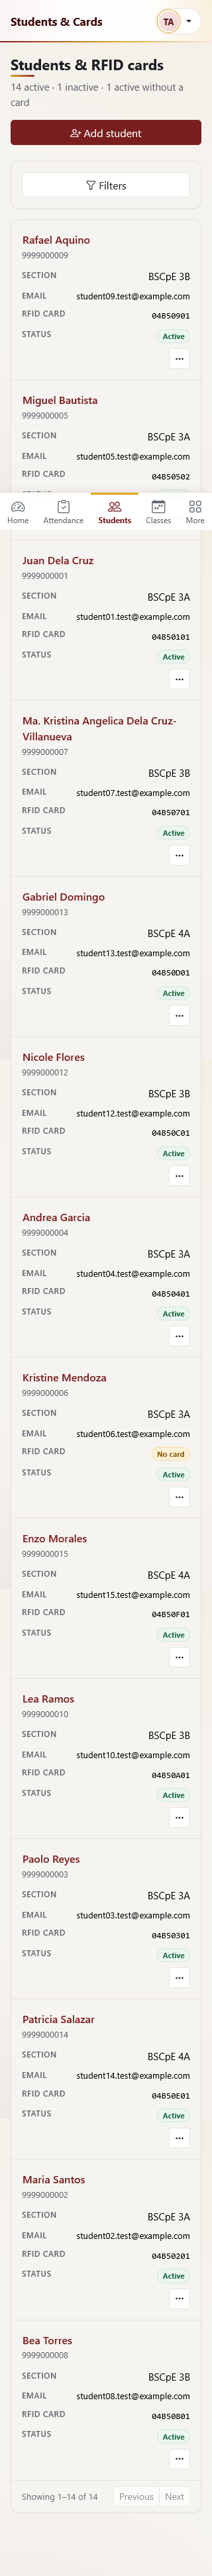 Students & Cards
TA
Students & RFID cards
14 active · 1 inactive · 1 active without a
card
Add student
Filters
Rafael Aquino
9999000009
SECTION BSCpE 3B
EMAIL student09.test@example.com
RFID CARD 04B50901
STATUS Active
Miguel Bautista
9999000005
SECTION BSCpE 3A
EMAIL student05.test@example.com
RFID CARD 04B50502
Home Attendance Students Classes More
Juan Dela Cruz
9999000001
SECTION BSCpE 3A
EMAIL student01.test@example.com
RFID CARD 04B50101
STATUS Active
Ma. Kristina Angelica Dela Cruz-
Villanueva
9999000007
SECTION BSCpE 3B
EMAIL student07.test@example.com
RFID CARD 04B50701
STATUS Active
Gabriel Domingo
9999000013
SECTION BSCpE 4A
EMAIL student13.test@example.com
RFID CARD 04B50D01
STATUS Active
Nicole Flores
9999000012
SECTION BSCpE 3B
EMAIL student12.test@example.com
RFID CARD 04B50C01
STATUS Active
Andrea Garcia
9999000004
SECTION BSCpE 3A
EMAIL student04.test@example.com
RFID CARD 04B50401
STATUS Active
Kristine Mendoza
9999000006
SECTION BSCpE 3A
EMAIL student06.test@example.com
RFID CARD No card
STATUS Active
Enzo Morales
9999000015
SECTION BSCpE 4A
EMAIL student15.test@example.com
RFID CARD 04B50F01
STATUS Active
Lea Ramos
9999000010
SECTION BSCpE 3B
EMAIL student10.test@example.com
RFID CARD 04B50A01
STATUS Active
Paolo Reyes
9999000003
SECTION BSCpE 3A
EMAIL student03.test@example.com
RFID CARD 04B50301
STATUS Active
Patricia Salazar
9999000014
SECTION BSCpE 4A
EMAIL student14.test@example.com
RFID CARD 04B50E01
STATUS Active
Maria Santos
9999000002
SECTION BSCpE 3A
EMAIL student02.test@example.com
RFID CARD 04B50201
STATUS Active
Bea Torres
9999000008
SECTION BSCpE 3B
EMAIL student08.test@example.com
RFID CARD 04B50801
STATUS Active
Showing 1–14 of 14 Previous Next